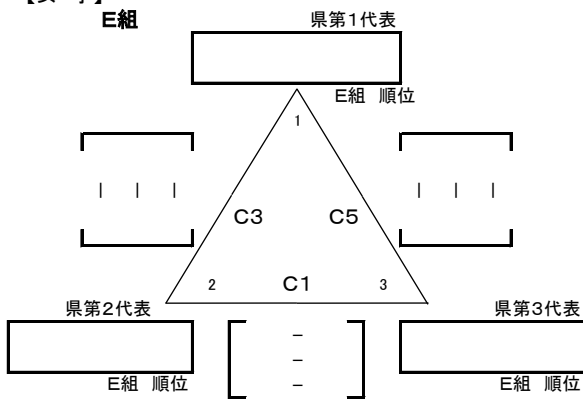 E組
県第1代表
E組 順位
1
| | |
| | |
C3
C5
2
C1
3
県第2代表
県第3代表
–
–
–
E組 順位
E組 順位